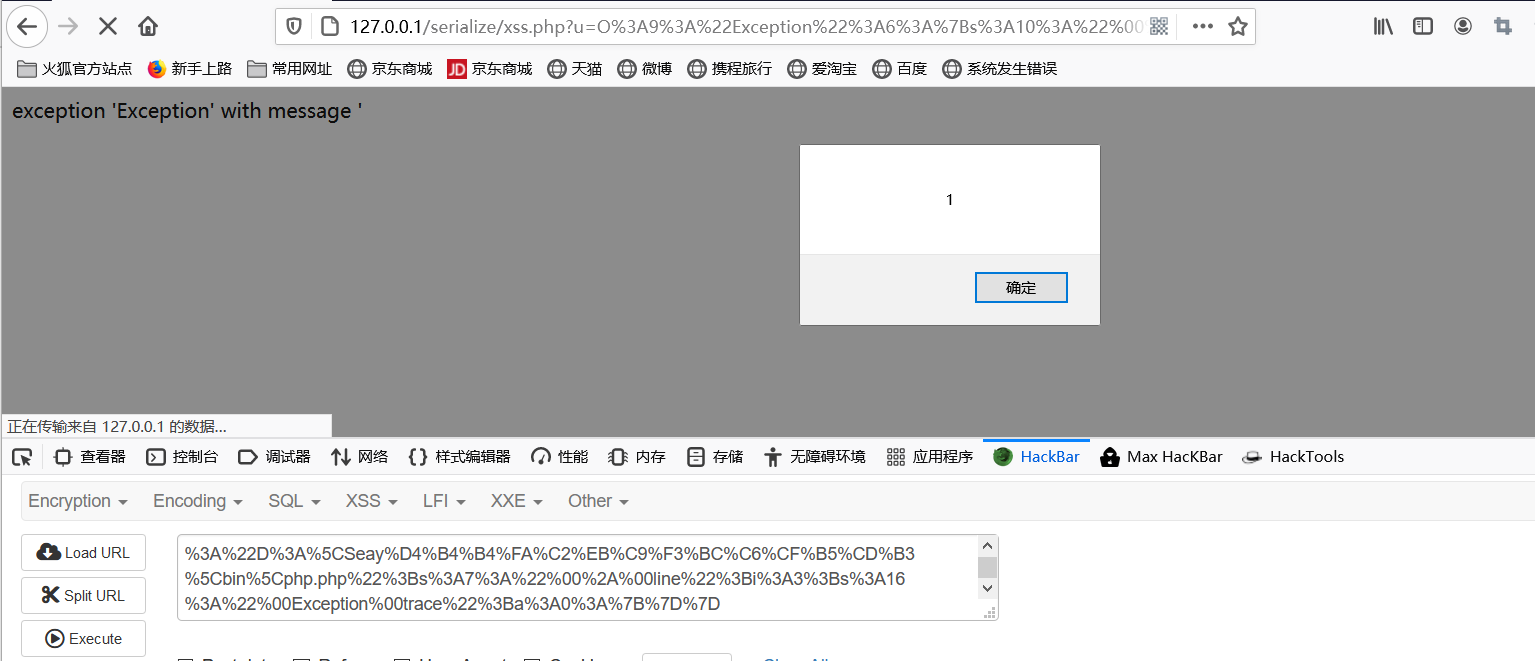 127.0.0.1/serialize/xss.php?u=O%3A9%3A%22Exception%22%3A6%3A%7Bs%3A10%3A%22%00
火狐官方站点 新手上路 常用网址 京东商城 JD 京东商城 天猫 微博 携程旅行 爱淘宝 百度 系统发生错误
exception 'Exception' with message '
1
确定
正在传输来自 127.0.0.1 的数据...
查看器 控制台 调试器 网络 样式编辑器 性能 内存 存储 无障碍环境 应用程序 HackBar Max HacKBar HackTools
Encryption Encoding SQL XSS LFI XXE Other
Load URL
Split URL
Execute
%3A%22D%3A%5CSeay%D4%B4%B4%FA%C2%EB%C9%F3%BC%C6%CF%B5%CD%B3
%5Cbin%5Cphp.php%22%3Bs%3A7%3A%22%00%2A%00line%22%3Bi%3A3%3Bs%3A16
%3A%22%00Exception%00trace%22%3Ba%3A0%3A%7B%7D%7D